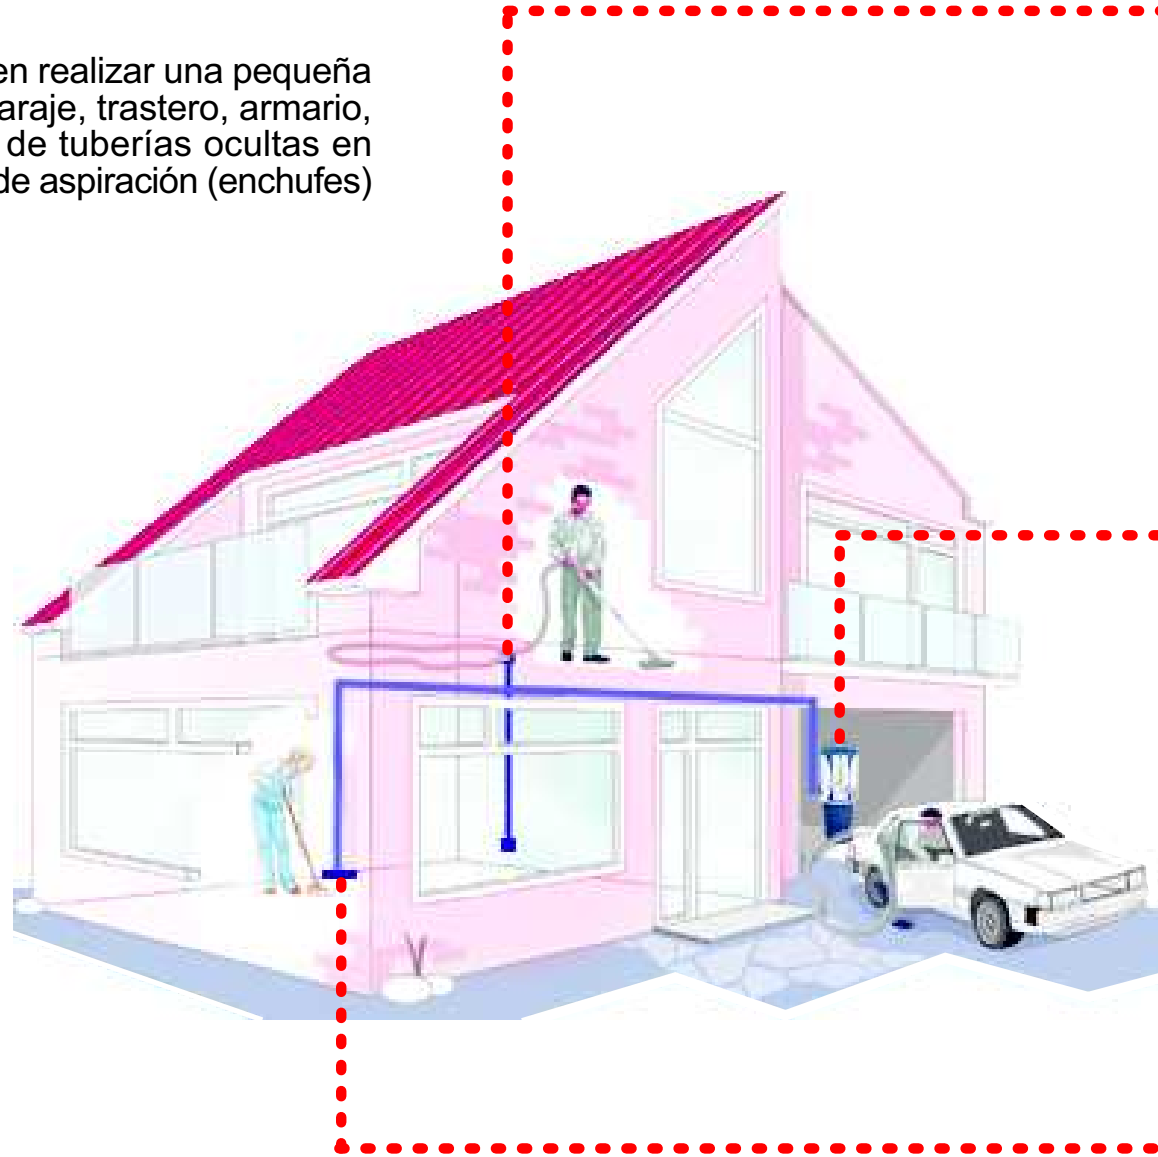 en realizar una pequeña
araje, trastero, armario,
de tuberías ocultas en
de aspiración (enchufes)